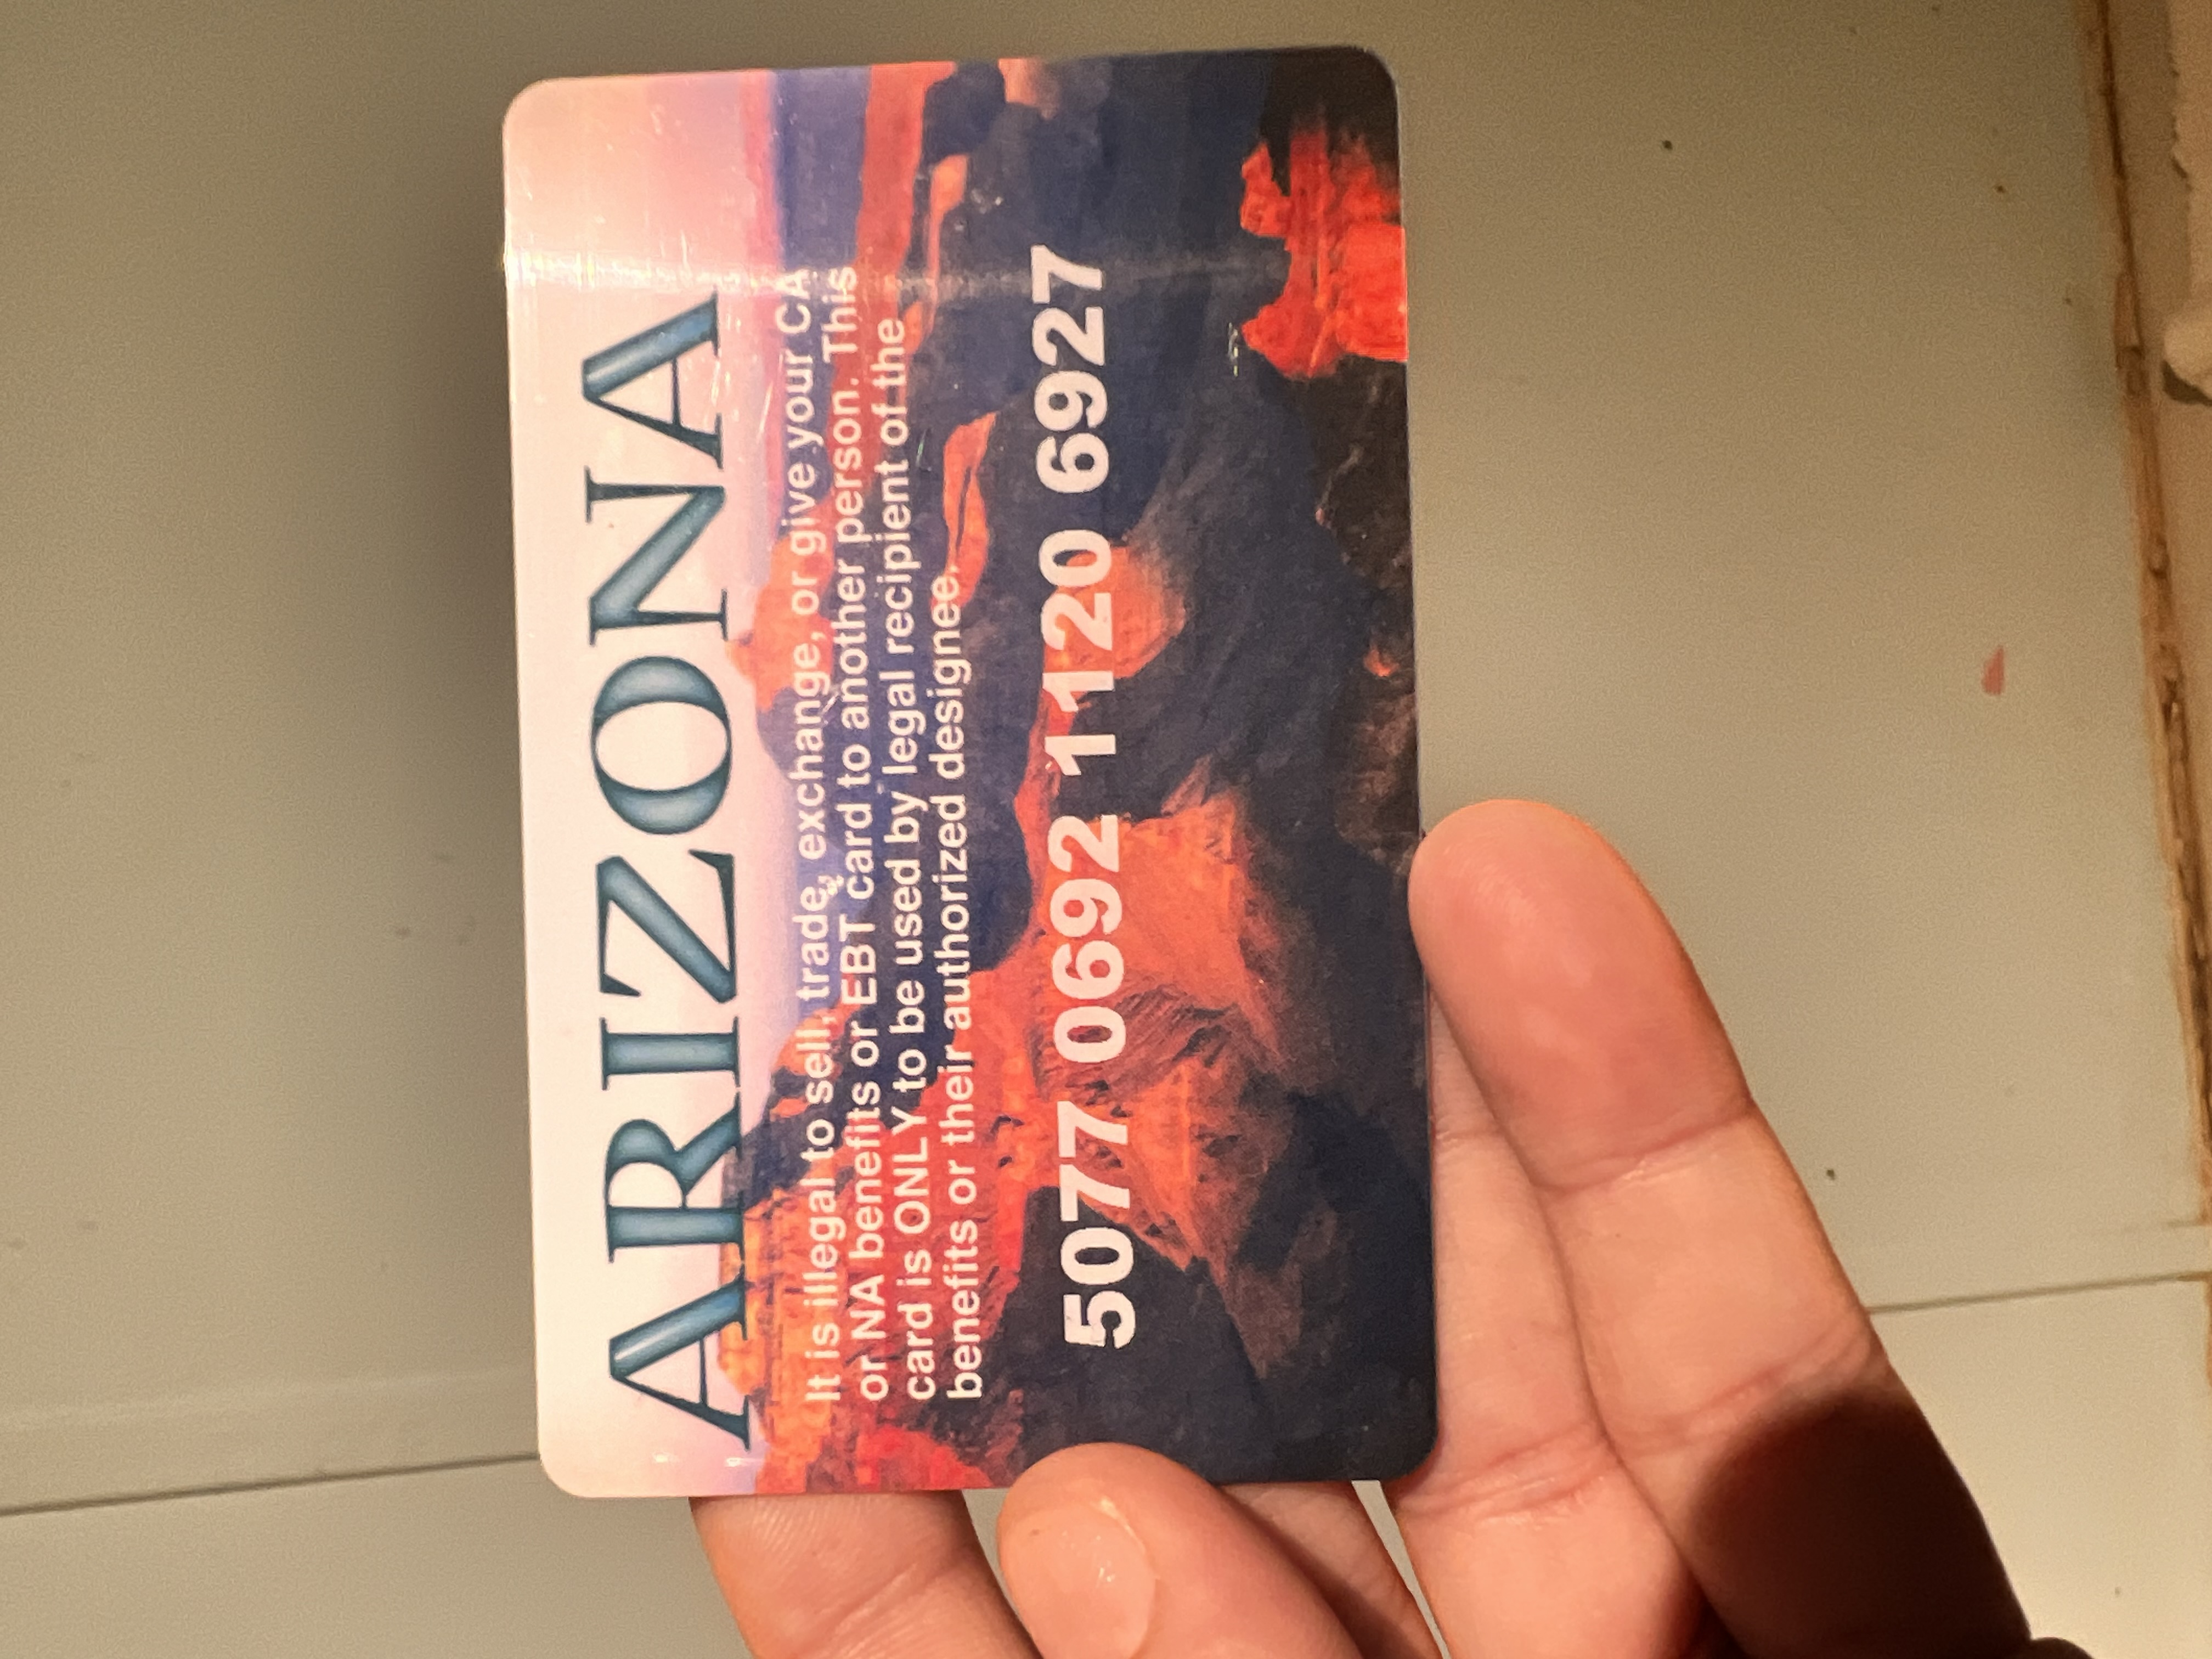 ARIZONA
It is illegal to sell, trade, exchange, or give your CA
or NA benefits or EBT card to another person. This
card is ONLY to be used by legal recipient of the
benefits or their authorized designee.
5077 0692 1120 6927